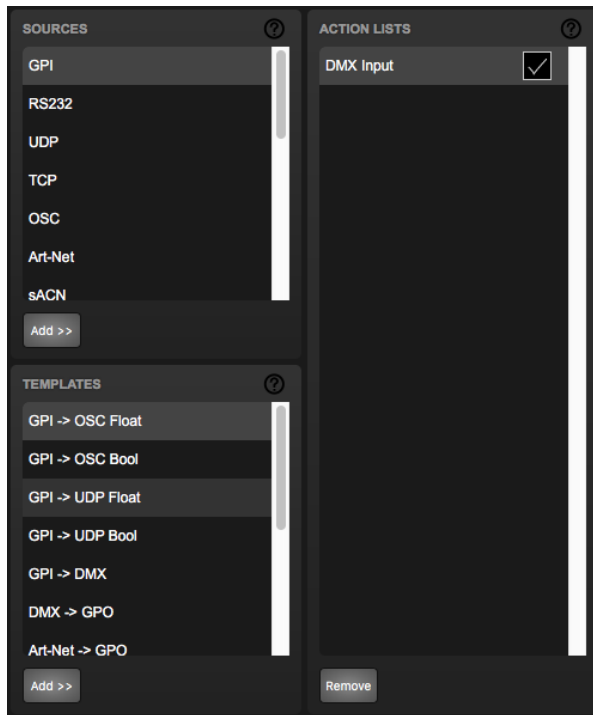 SOURCES
?
GPI
RS232
UDP
TCP
OSC
Art-Net
sACN
Add >>
TEMPLATES
?
GPI -> OSC Float
GPI -> OSC Bool
GPI -> UDP Float
GPI -> UDP Bool
GPI -> DMX
DMX -> GPO
Art-Net -> GPO
Add >>
ACTION LISTS
?
DMX Input
Remove